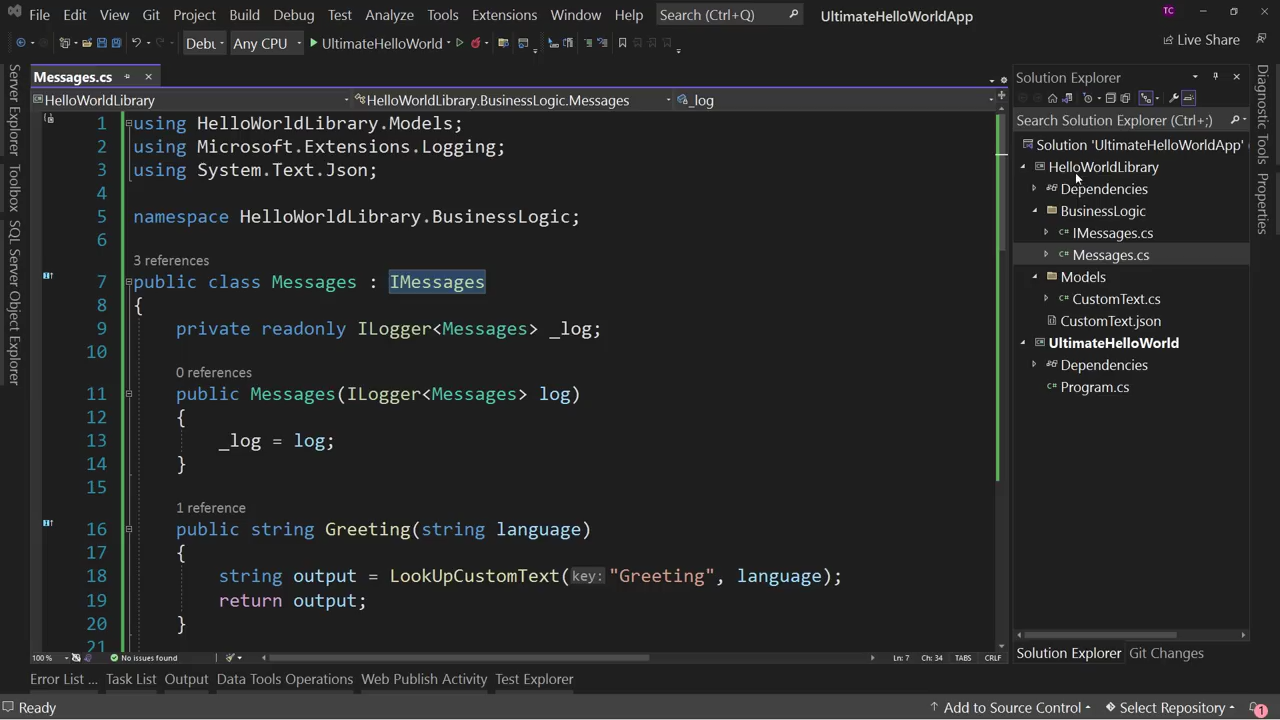 File Edit View Git Project Build Debug Test Analyze Tools Extensions Window Help Search (Ctrl+Q) UltimateHelloWorldApp TC
Debu Any CPU UltimateHelloWorld Live Share
Messages.cs
HelloWorldLibrary HelloWorldLibrary.BusinessLogic.Messages _log
Server Explorer
Toolbox
SQL Server Object Explorer
1 using HelloWorldLibrary.Models;
2 using Microsoft.Extensions.Logging;
3 using System.Text.Json;
4
5 namespace HelloWorldLibrary.BusinessLogic;
6
3 references
7 public class Messages : IMessages
8 {
9 private readonly ILogger<Messages> _log;
10
0 references
11 public Messages(ILogger<Messages> log)
12 {
13 _log = log;
14 }
15
1 reference
16 public string Greeting(string language)
17 {
18 string output = LookUpCustomText(key: "Greeting", language);
19 return output;
20 }
21
100 % No issues found Ln: 7 Ch: 34 TABS CRLF
Solution Explorer
Search Solution Explorer (Ctrl+;)
Solution 'UltimateHelloWorldApp' (
HelloWorldLibrary
Dependencies
BusinessLogic
C# IMessages.cs
C# Messages.cs
Models
C# CustomText.cs
CustomText.json
UltimateHelloWorld
Dependencies
C# Program.cs
Solution Explorer Git Changes
Diagnostic Tools
Properties
Error List ... Task List Output Data Tools Operations Web Publish Activity Test Explorer
Ready Add to Source Control Select Repository 1